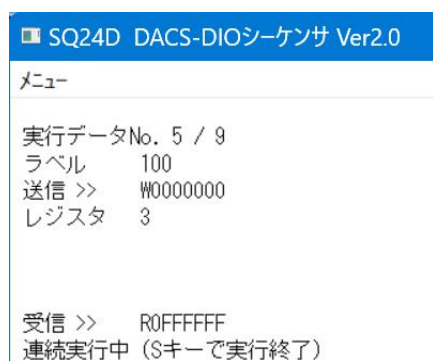 SQ24D DACS-DIOシーケンサ Ver2.0
メニュー
実行データNo. 5 / 9
ラベル 100
送信 >> W0000000
レジスタ 3
受信 >> R0FFFFFF
連続実行中 (Sキーで実行終了)